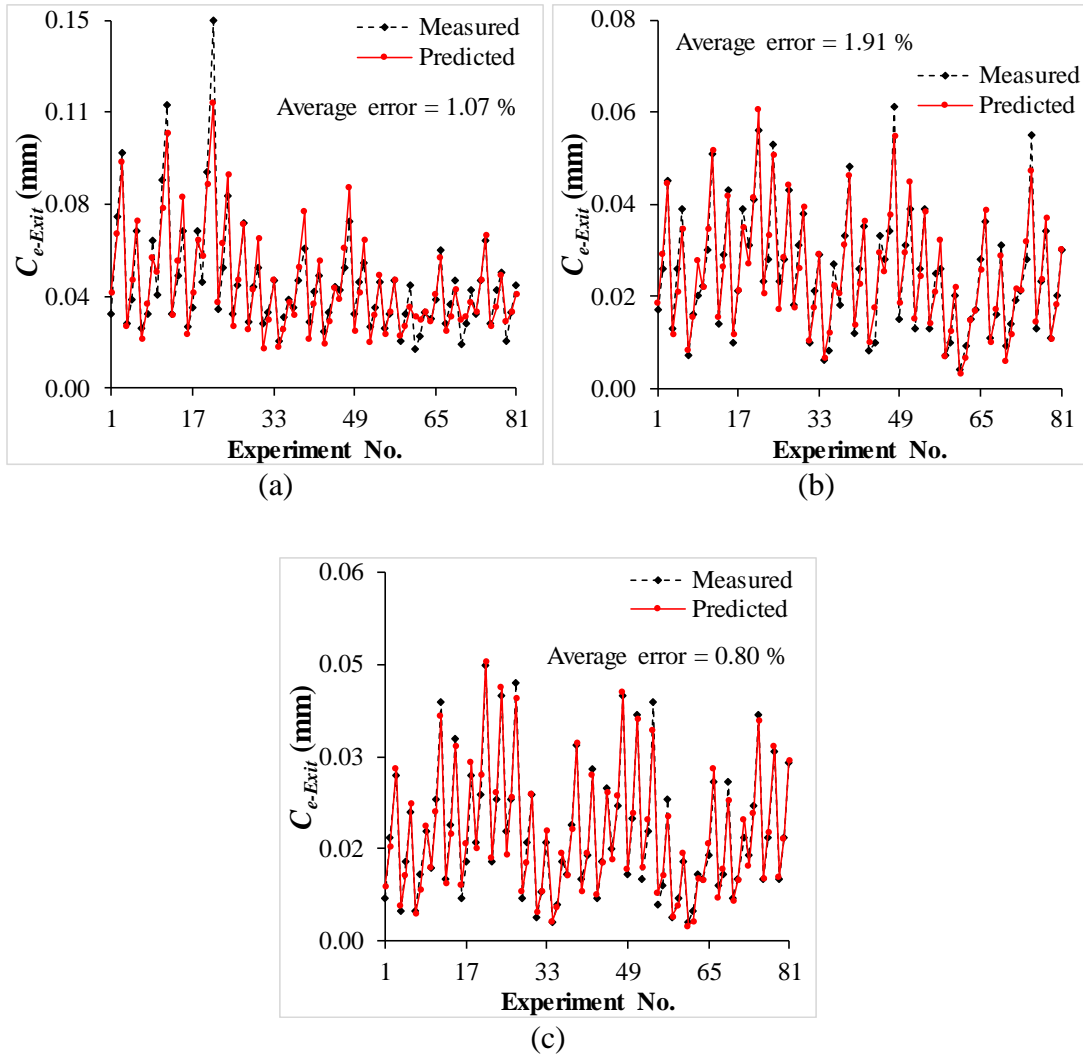 0.15
0.11
0.08
0.04
0.00
C e-Exit (mm)
Measured
Predicted
Average error = 1.07 %
1 17 33 49 65 81
Experiment No.
(a)
0.08
0.06
0.04
0.02
0.00
C e-Exit (mm)
Average error = 1.91 %
Measured
Predicted
1 17 33 49 65 81
Experiment No.
(b)
0.06
0.05
0.03
0.02
0.00
C e-Exit (mm)
Measured
Predicted
Average error = 0.80 %
1 17 33 49 65 81
Experiment No.
(c)